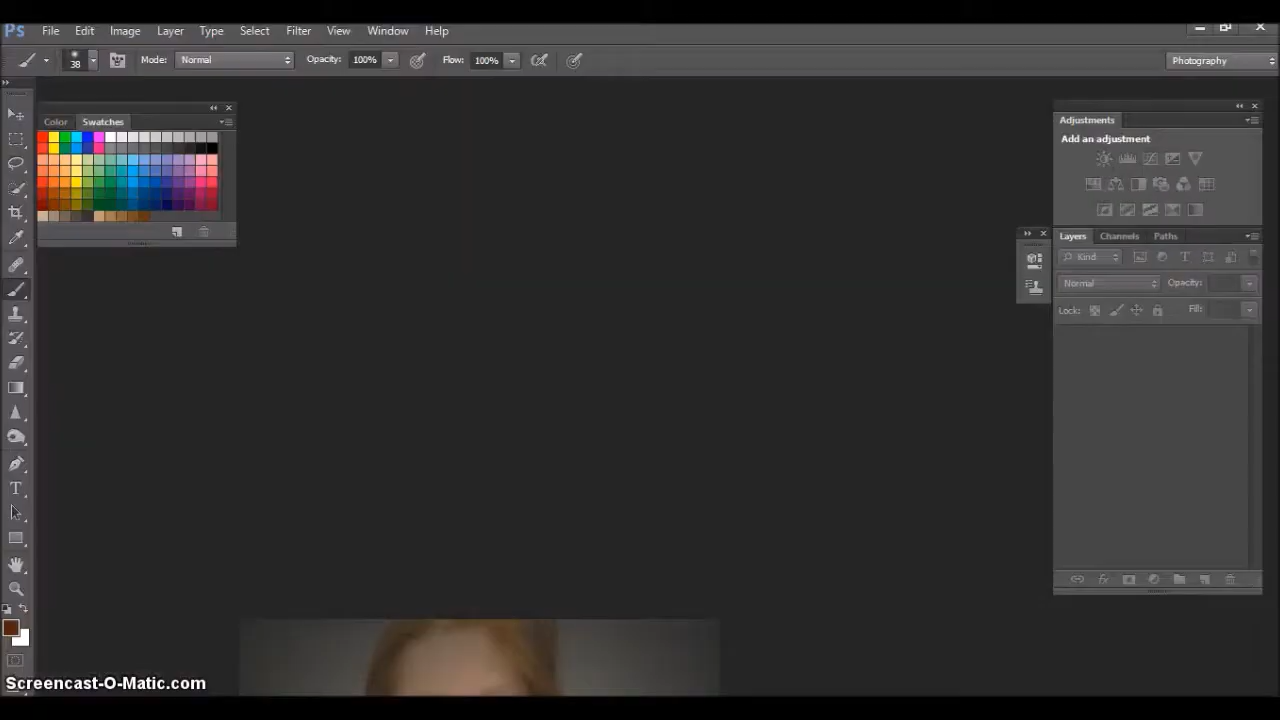 Ps File Edit Image Layer Type Select Filter View Window Help
38 Mode: Normal Opacity: 100% Flow: 100% Photography
Color Swatches
Adjustments
Add an adjustment
Layers Channels Paths
Kind
Normal Opacity:
Lock: Fill:
T
Screencast-O-Matic.com